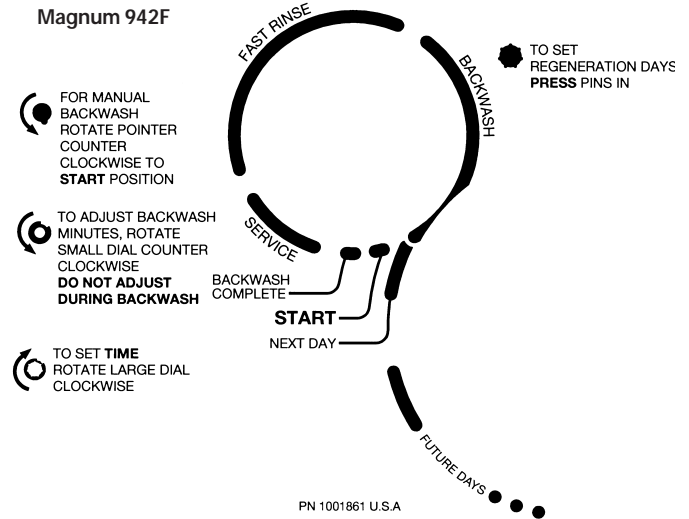 Magnum 942F
FAST RINSE
BACKWASH
TO SET
REGENERATION DAYS
PRESS PINS IN
FOR MANUAL
BACKWASH
ROTATE POINTER
COUNTER
CLOCKWISE TO
START POSITION
TO ADJUST BACKWASH
MINUTES, ROTATE
SMALL DIAL COUNTER
CLOCKWISE
DO NOT ADJUST
DURING BACKWASH
SERVICE
BACKWASH
COMPLETE
START
NEXT DAY
TO SET TIME
ROTATE LARGE DIAL
CLOCKWISE
FUTURE DAYS
PN 1001861 U.S.A